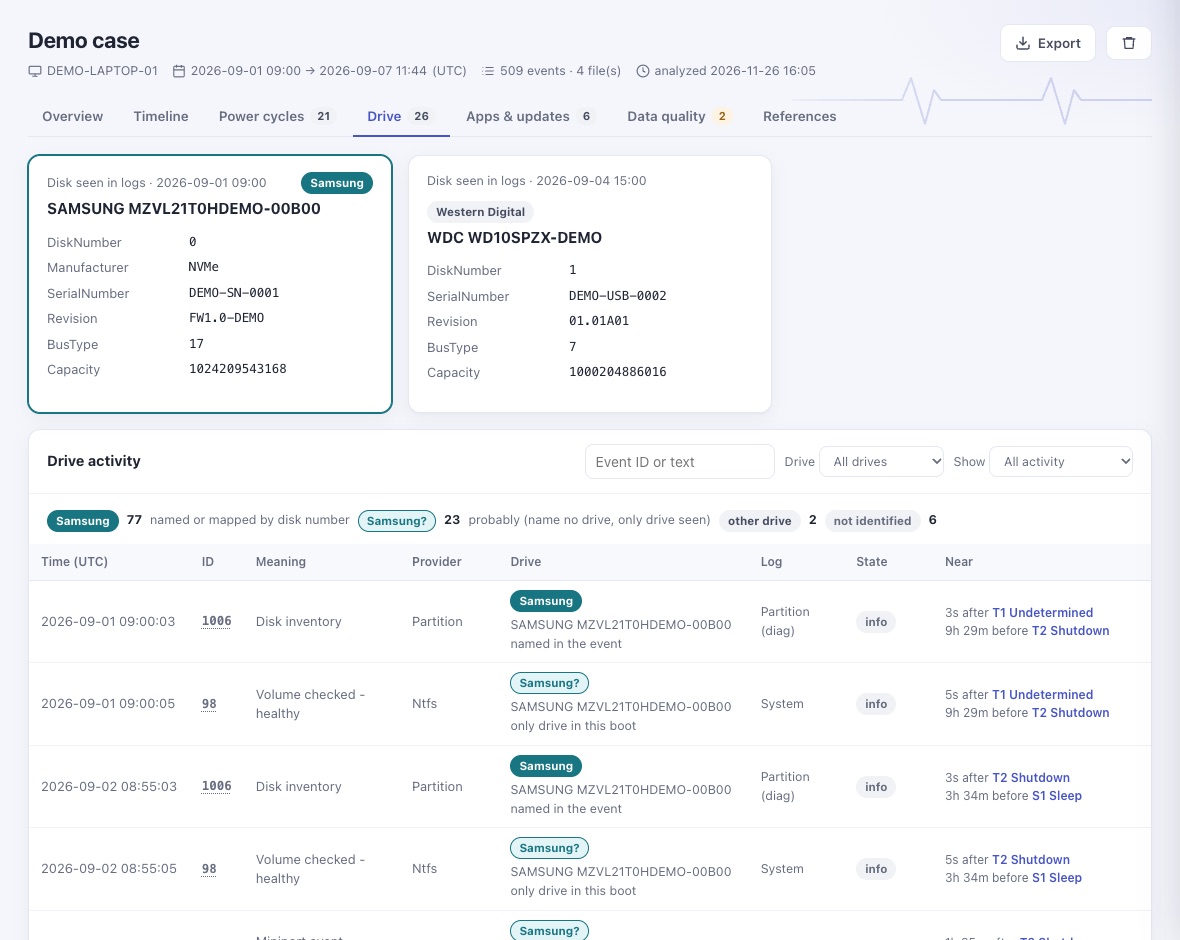 Demo case
Export
DEMO-LAPTOP-01 2026-09-01 09:00 → 2026-09-07 11:44 (UTC) 509 events · 4 file(s) analyzed 2026-11-26 16:05
Overview Timeline Power cycles 21 Drive 26 Apps & updates 6 Data quality 2 References
Disk seen in logs · 2026-09-01 09:00 Samsung
SAMSUNG MZVL21T0HDEMO-00B00
DiskNumber 0
Manufacturer NVMe
SerialNumber DEMO-SN-0001
Revision FW1.0-DEMO
BusType 17
Capacity 1024209543168
Disk seen in logs · 2026-09-04 15:00
Western Digital
WDC WD10SPZX-DEMO
DiskNumber 1
SerialNumber DEMO-USB-0002
Revision 01.01A01
BusType 7
Capacity 1000204886016
Drive activity Event ID or text Drive All drives Show All activity
Samsung 77 named or mapped by disk number Samsung? 23 probably (name no drive, only drive seen) other drive 2 not identified 6
Time (UTC) ID Meaning Provider Drive Log State Near
2026-09-01 09:00:03 1006 Disk inventory Partition Samsung
SAMSUNG MZVL21T0HDEMO-00B00
named in the event
Partition
(diag)
info
3s after T1 Undetermined
9h 29m before T2 Shutdown
2026-09-01 09:00:05 98 Volume checked -
healthy
Ntfs
Samsung?
SAMSUNG MZVL21T0HDEMO-00B00
only drive in this boot
System
info
5s after T1 Undetermined
9h 29m before T2 Shutdown
2026-09-02 08:55:03 1006 Disk inventory Partition Samsung
SAMSUNG MZVL21T0HDEMO-00B00
named in the event
Partition
(diag)
info
3s after T2 Shutdown
3h 34m before S1 Sleep
2026-09-02 08:55:05 98 Volume checked -
healthy
Ntfs
Samsung?
SAMSUNG MZVL21T0HDEMO-00B00
only drive in this boot
System
info
5s after T2 Shutdown
3h 34m before S1 Sleep
Samsung?